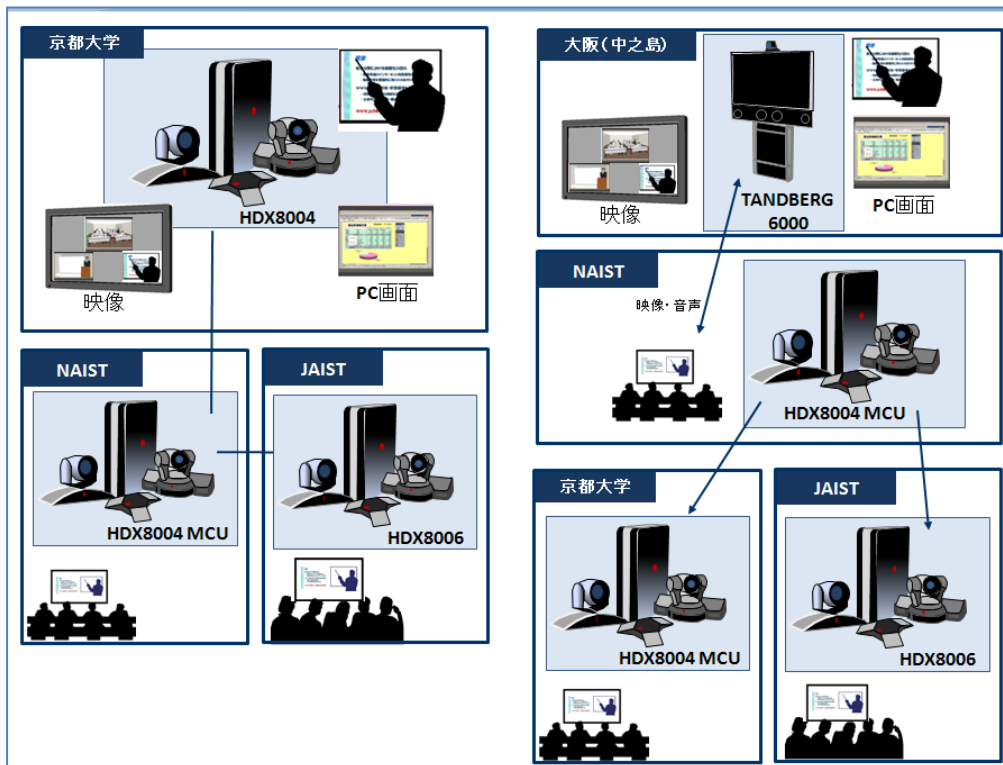 京都大学
HDX8004
映像
PC画面
NAIST
HDX8004 MCU
JAIST
HDX8006
大阪(中之島)
映像
TANDBERG
6000
PC画面
NAIST
映像・音声
HDX8004 MCU
京都大学
HDX8004 MCU
JAIST
HDX8006